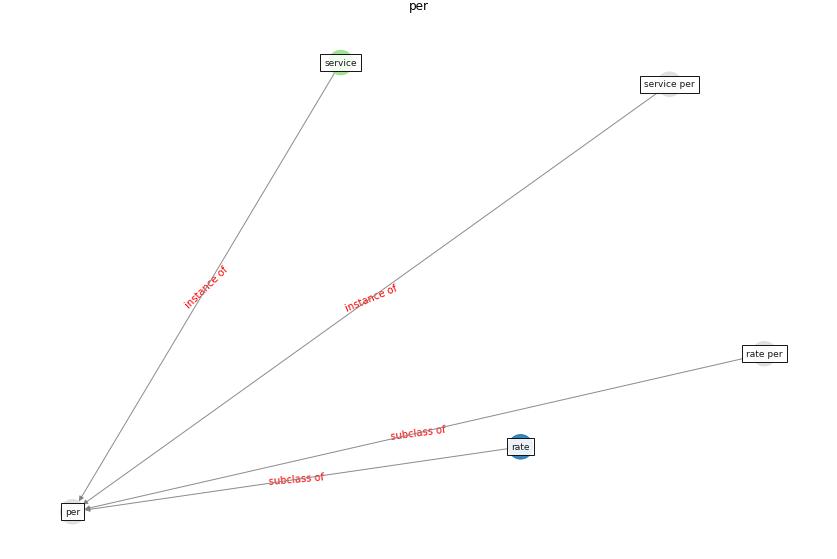 per
service
service per
instance of
instance of
rate per
subclass of
rate
subclass of
per